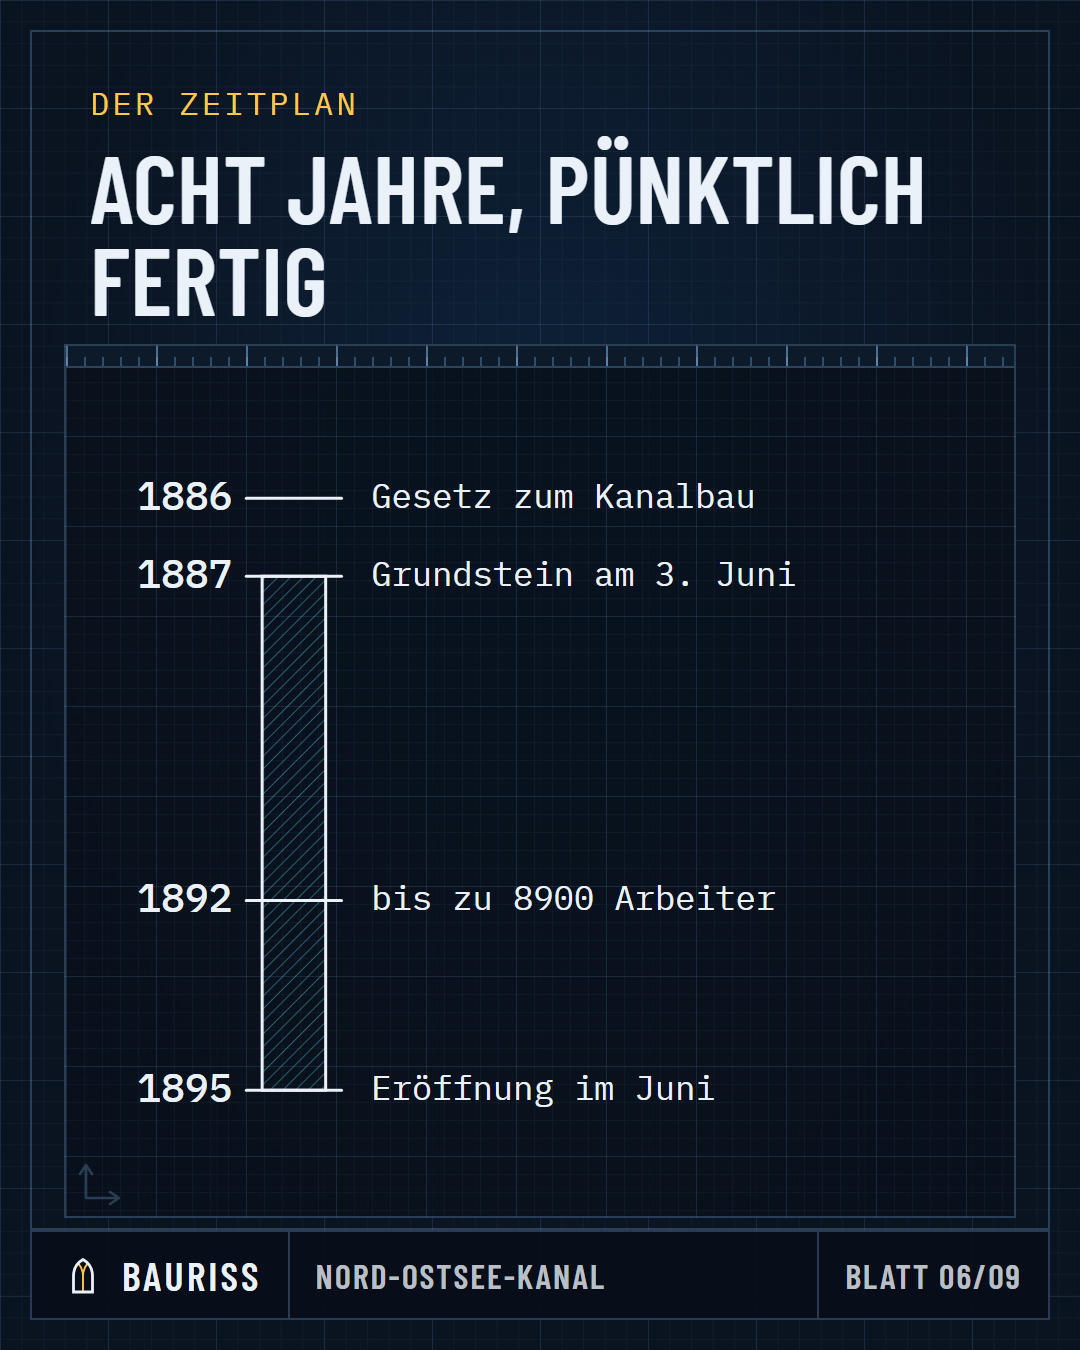 DER ZEITPLAN
ACHT JAHRE, PÜNKTLICH
FERTIG
1886 Gesetz zum Kanalbau
1887 Grundstein am 3. Juni
1892 bis zu 8900 Arbeiter
1895 Eröffnung im Juni
BAURISS NORD-OSTSEE-KANAL BLATT 06/09